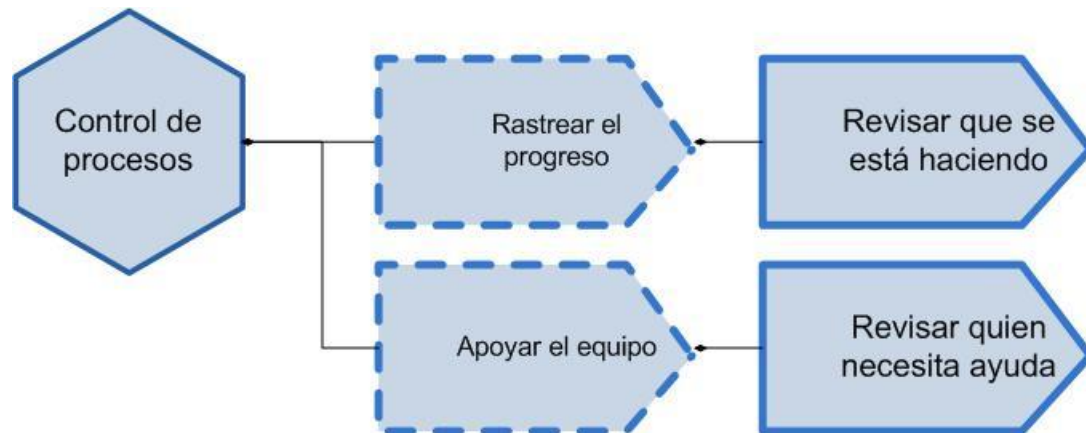 Control de
procesos
Rastrear el
progreso
Revisar que se
está haciendo
Apoyar el equipo
Revisar quien
necesita ayuda